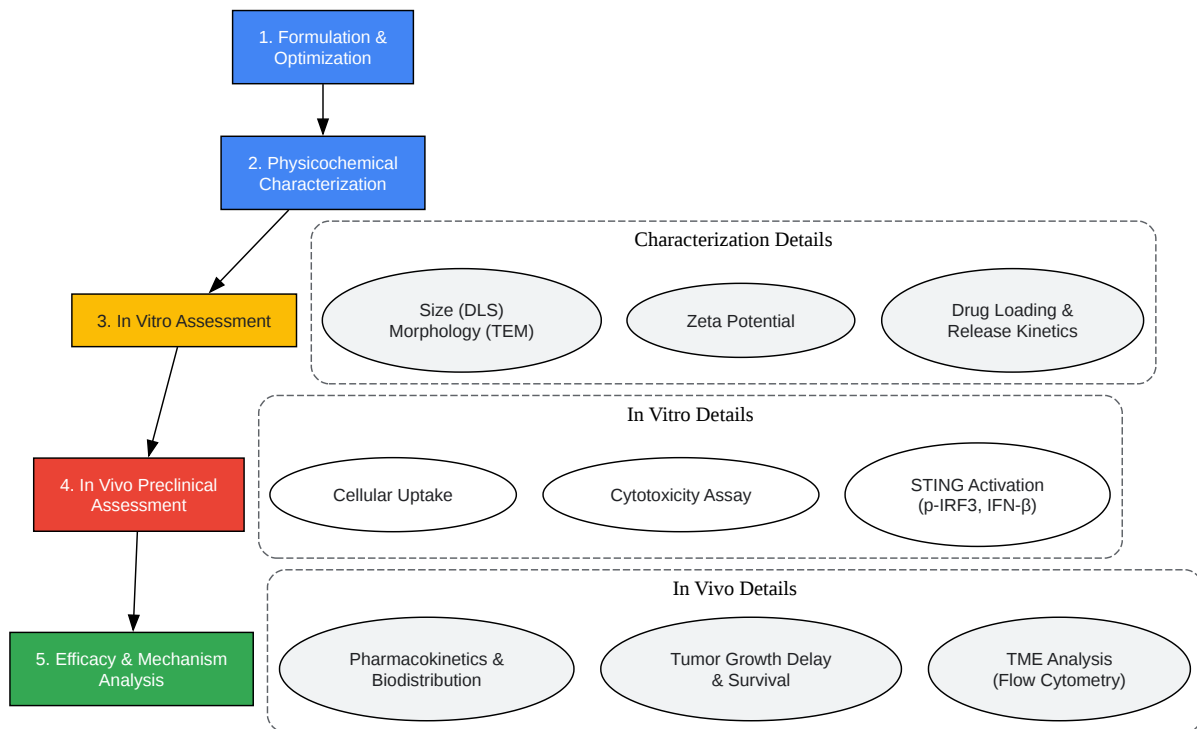 1. Formulation &
Optimization
2. Physicochemical
Characterization
Characterization Details
Size (DLS)
Morphology (TEM)
Zeta Potential
Drug Loading &
Release Kinetics
3. In Vitro Assessment
In Vitro Details
Cellular Uptake
Cytotoxicity Assay
STING Activation
(p-IRF3, IFN-β)
4. In Vivo Preclinical
Assessment
In Vivo Details
Pharmacokinetics &
Biodistribution
Tumor Growth Delay
& Survival
TME Analysis
(Flow Cytometry)
5. Efficacy & Mechanism
Analysis